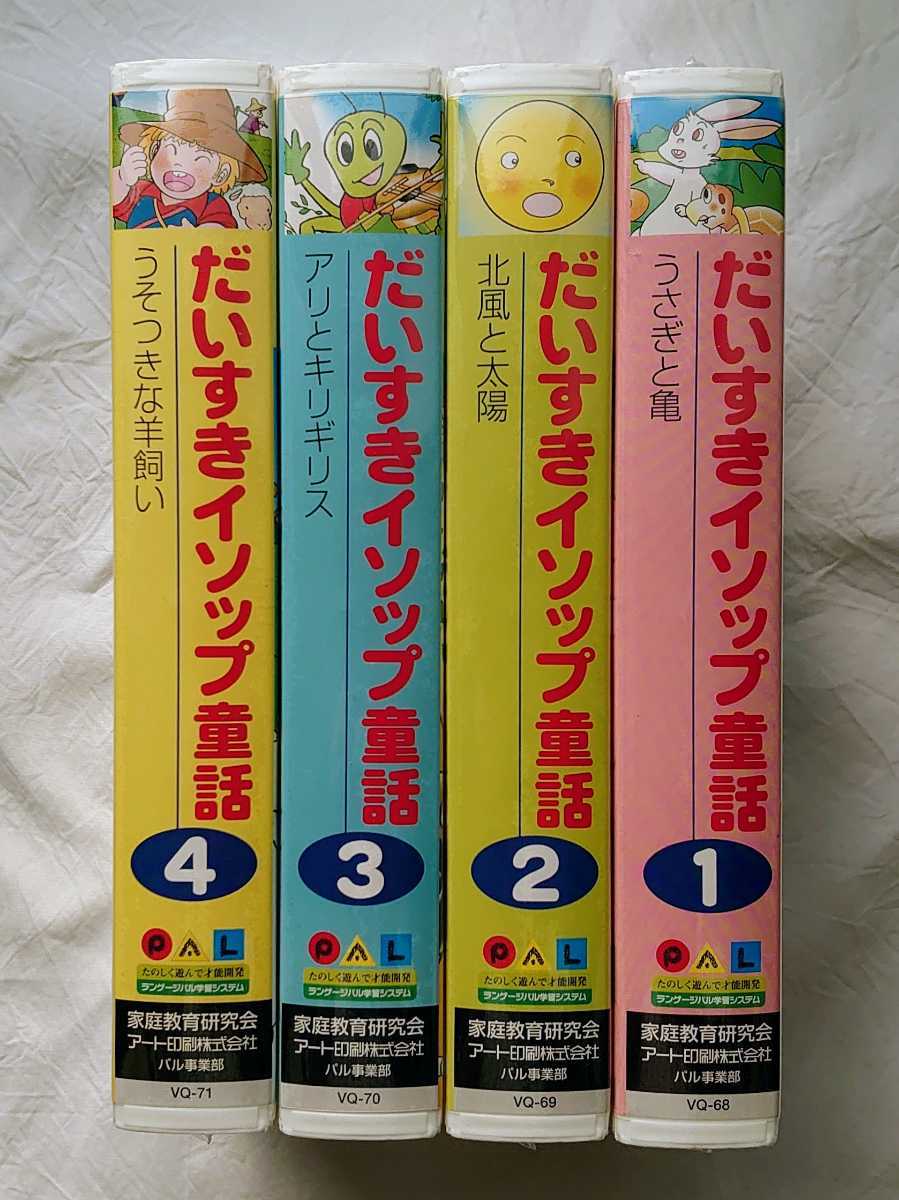 だいすきイソップ童話
うそつきな羊飼い
4
PAL
たのしく遊んで才能開発
ランゲージパル学習システム
家庭教育研究会
アート印刷株式会社
パル事業部
VQ-71
だいすきイソップ童話
アリとキリギリス
3
PAL
たのしく遊んで才能開発
ランゲージパル学習システム
家庭教育研究会
アート印刷株式会社
パル事業部
VQ-70
だいすきイソップ童話
北風と太陽
2
PAL
たのしく遊んで才能開発
ランゲージパル学習システム
家庭教育研究会
アート印刷株式会社
パル事業部
VQ-69
だいすきイソップ童話
うさぎと亀
1
PAL
たのしく遊んで才能開発
ランゲージパル学習システム
家庭教育研究会
アート印刷株式会社
パル事業部
VQ-68